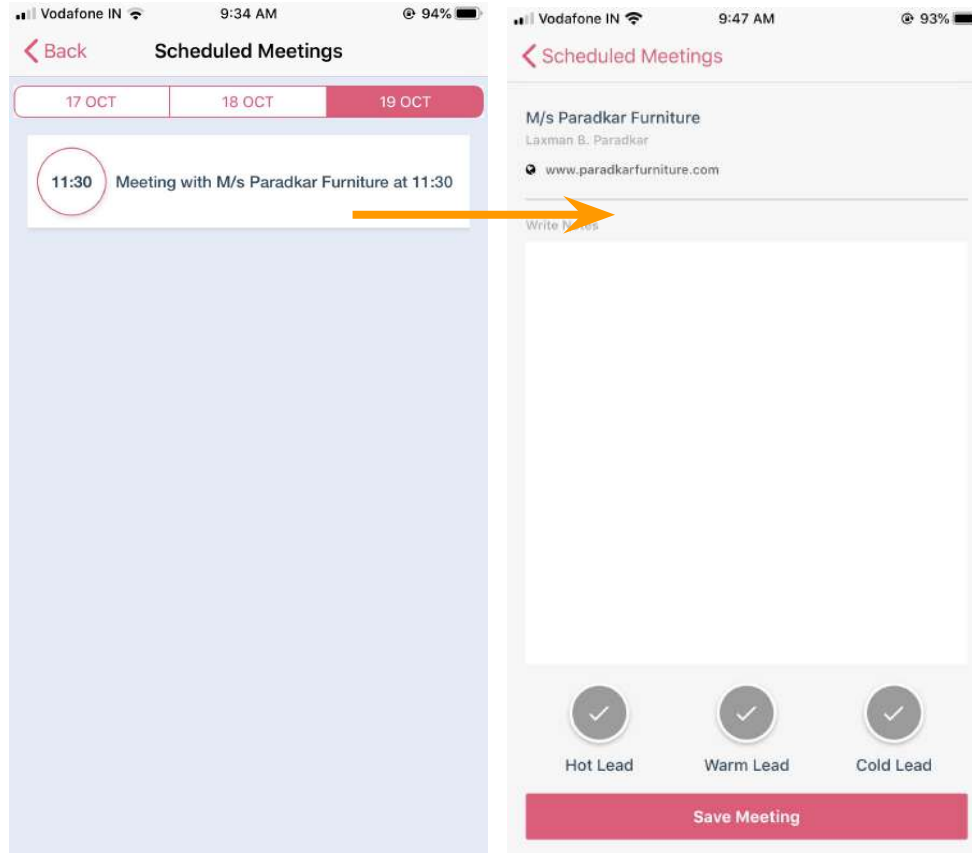 Vodafone IN 9:34 AM 94%
Back Scheduled Meetings
17 OCT 18 OCT 19 OCT
11:30 Meeting with M/s Paradkar Furniture at 11:30
Vodafone IN 9:47 AM 93%
Scheduled Meetings
M/s Paradkar Furniture
Laxman B. Paradkar
www.paradkarfurniture.com
Write Notes
Hot Lead Warm Lead Cold Lead
Save Meeting